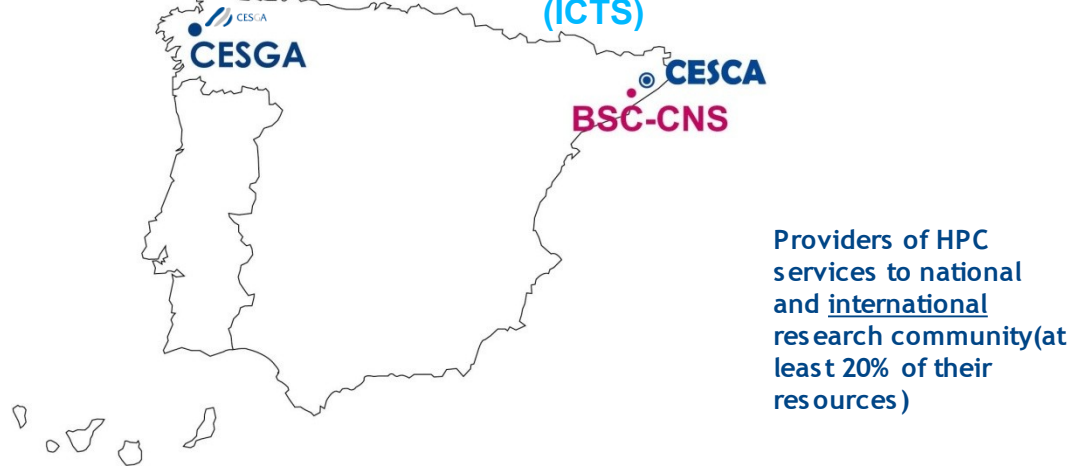 (ICTS)
CESGA
CESGA
CESCA
BSC-CNS
Providers of HPC
services to national
and international
research community(at
least 20% of their
resources)